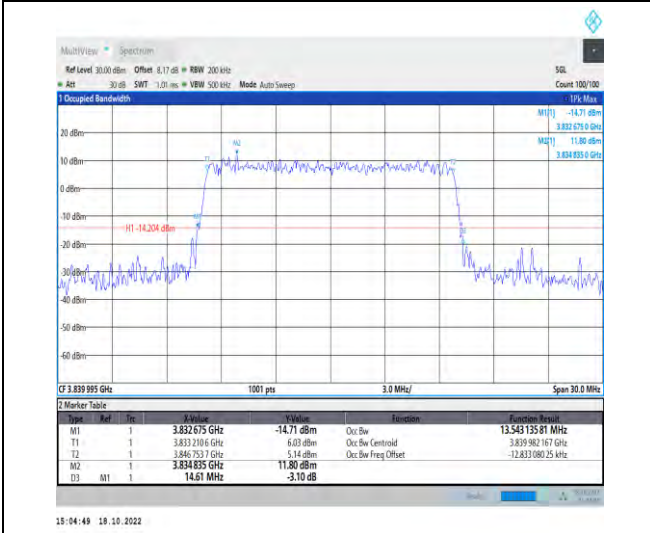 MultiView Spectrum
Ref Level 30.00 dBm Offset 8.17 dB RBW 200 kHz SGL
Att 30 dB SWT 1.01 ms VBW 500 kHz Mode Auto Sweep Count 100/100
1 Occupied Bandwidth 1Pk Max
M1[1] -14.71 dBm
3.832 675 0 GHz
M2[1] 11.80 dBm
3.834 835 0 GHz
20 dBm
M2
10 dBm
0 dBm
-10 dBm
H1 -14.204 dBm
-20 dBm
-30 dBm
-40 dBm
-50 dBm
-60 dBm
CF 3.839 995 GHz 1001 pts 3.0 MHz/ Span 30.0 MHz
2 Marker Table
Type Ref Trc X-Value Y-Value Function Function Result
M1 1 3.832 675 GHz -14.71 dBm Occ Bw 13.543 135 81 MHz
T1 1 3.833 210 6 GHz 6.03 dBm Occ Bw Centroid 3.839 982 167 GHz
T2 1 3.846 753 7 GHz 5.14 dBm Occ Bw Freq Offset -12.833 080 25 kHz
M2 1 3.834 835 GHz 11.80 dBm
D3 M1 1 14.61 MHz -3.10 dB
15:04:49 18.10.2022